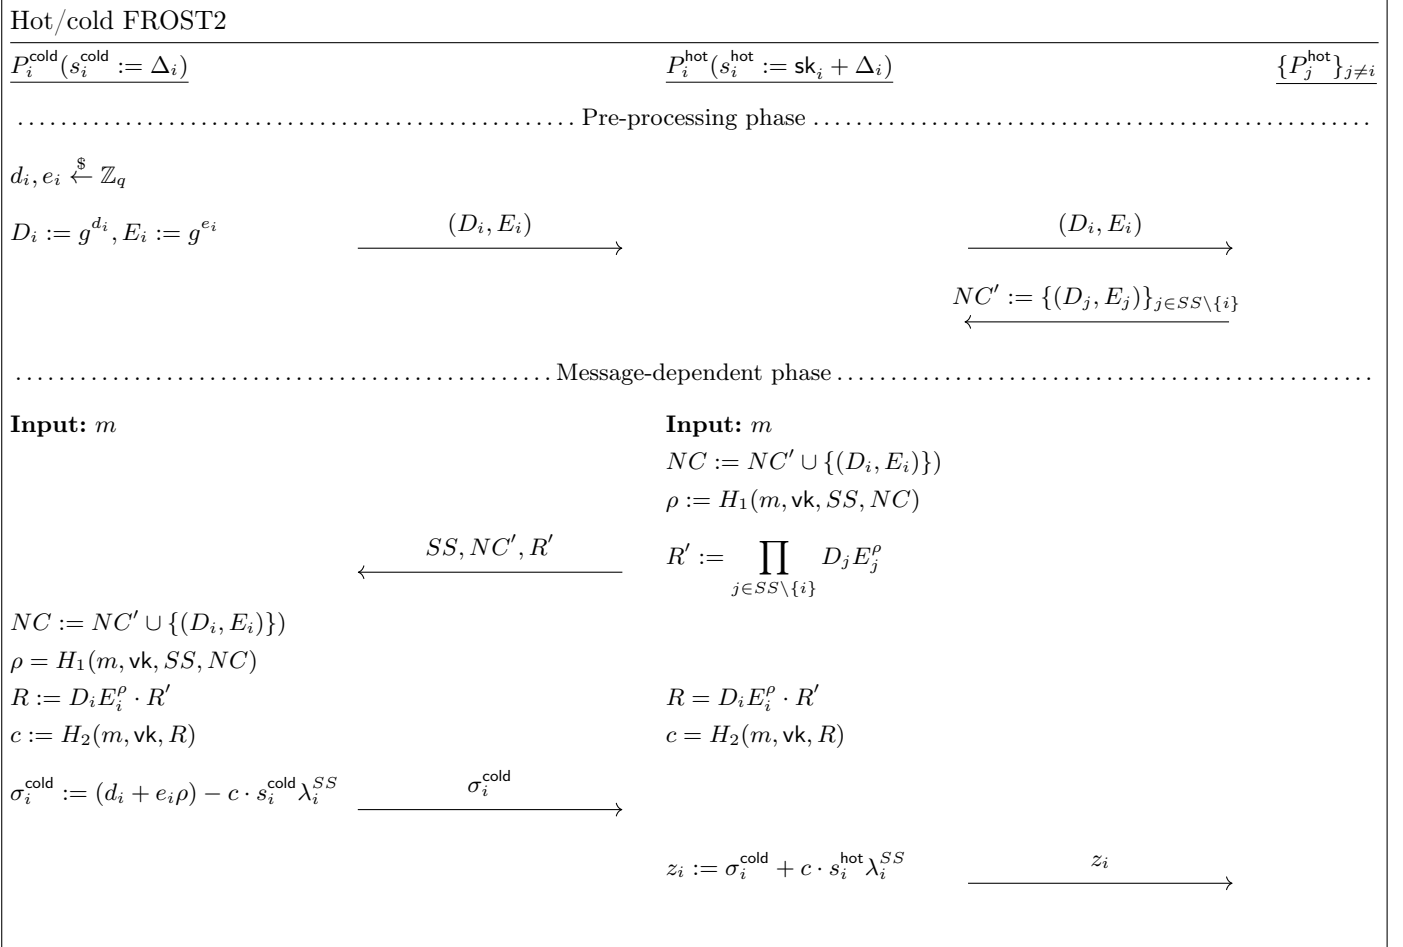 Hot/cold FROST2
P_i^cold(s_i^cold := Δ_i) P_i^hot(s_i^hot := sk_i + Δ_i) {P_j^hot}_{j≠i}
Pre-processing phase
d_i, e_i ←$ ℤ_q
D_i := g^{d_i}, E_i := g^{e_i} (D_i, E_i) (D_i, E_i)
NC′ := {(D_j, E_j)}_{j∈SS\{i}}
Message-dependent phase
Input: m Input: m
NC := NC′ ∪ {(D_i, E_i)})
ρ := H_1(m, vk, SS, NC)
SS, NC′, R′ R′ := ∏_{j∈SS\{i}} D_j E_j^ρ
NC := NC′ ∪ {(D_i, E_i)})
ρ = H_1(m, vk, SS, NC)
R := D_i E_i^ρ · R′ R = D_i E_i^ρ · R′
c := H_2(m, vk, R) c = H_2(m, vk, R)
σ_i^cold := (d_i + e_i ρ) − c · s_i^cold λ_i^{SS} σ_i^cold
z_i := σ_i^cold + c · s_i^hot λ_i^{SS} z_i